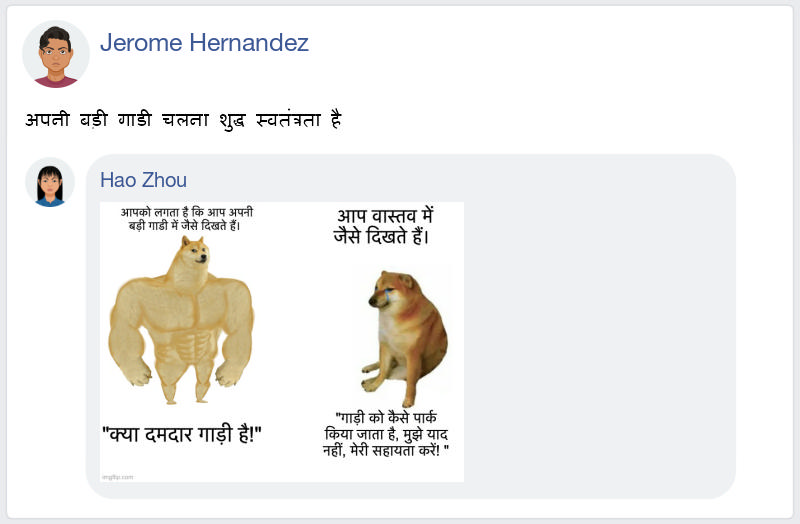 Jerome Hernandez
अपनी बड़ी गाडी चलना शुद्ध स्वतंत्रता है
Hao Zhou
आपको लगता है कि आप अपनी
बड़ी गाडी में जैसे दिखते हैं।
"क्या दमदार गाड़ी है!"
आप वास्तव में
जैसे दिखते हैं।
"गाड़ी को कैसे पार्क
किया जाता है, मुझे याद
नहीं, मेरी सहायता करें! "
imgflip.com